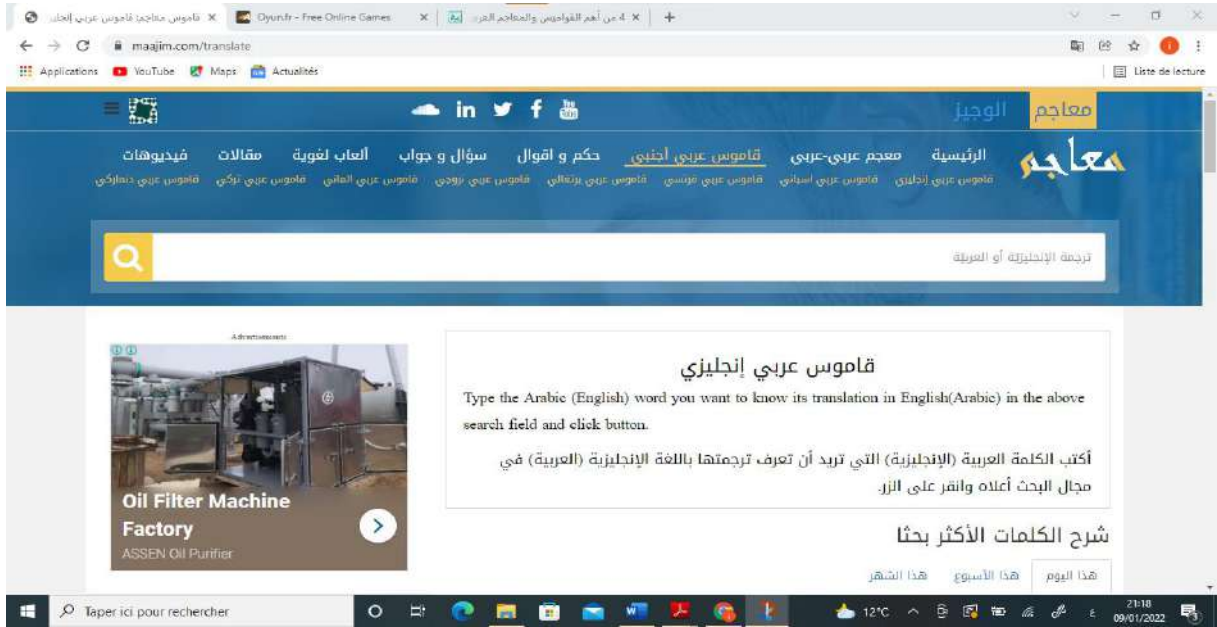 قاموس معاجم: قاموس عربي إنجل
Oyun.fr - Free Online Games
4 من أهم القواميس والمعاجم العرب
maajim.com/translate
Applications
YouTube
Maps
Actualités
Liste de lecture
معاجم
الوجيز
معاجم
الرئيسية
معجم عربي-عربي
قاموس عربي أجنبي
حكم و اقوال
سؤال و جواب
ألعاب لغوية
مقالات
فيديوهات
قاموس عربي إنجليزي
قاموس عربي اسباني
قاموس عربي فرنسي
قاموس عربي برتغالي
قاموس عربي نرودي
قاموس عربي الماني
قاموس عربي تركي
قاموس عربي دنماركي
ترجمة الإنجليزيّة أو العربيّة
Advertisements
Oil Filter Machine
Factory
ASSEN Oil Purifier
قاموس عربي إنجليزي
Type the Arabic (English) word you want to know its translation in English(Arabic) in the above
search field and click button.
أكتب الكلمة العربية (الإنجليزية) التي تريد أن تعرف ترجمتها باللغة الإنجليزية (العربية) في
مجال البحث أعلاه وانقر على الزر.
شرح الكلمات الأكثر بحثا
هذا اليوم
هذا الأسبوع
هذا الشهر
Taper ici pour rechercher
12°C
ع
21:18
09/01/2022